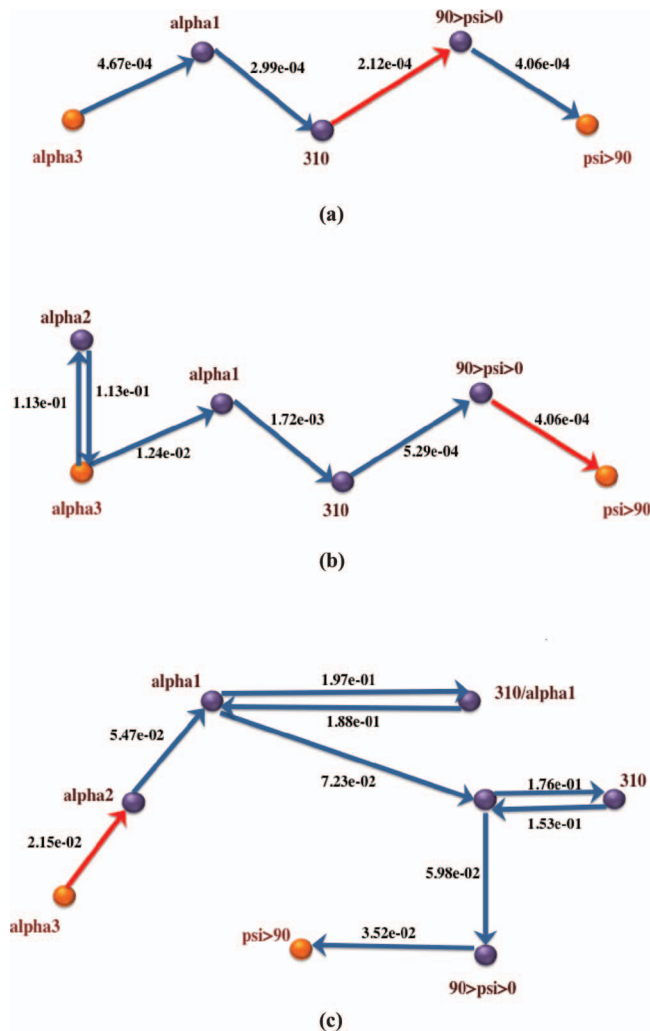 alpha1
90>psi>0
4.67e-04
2.99e-04
2.12e-04
4.06e-04
alpha3
310
psi>90
(a)
alpha2
alpha1
90>psi>0
1.13e-01
1.13e-01
1.72e-03
4.06e-04
1.24e-02
5.29e-04
alpha3
310
psi>90
(b)
alpha1
1.97e-01
310/alpha1
1.88e-01
5.47e-02
7.23e-02
1.76e-01
310
alpha2
1.53e-01
2.15e-02
5.98e-02
alpha3
psi>90
3.52e-02
90>psi>0
(c)